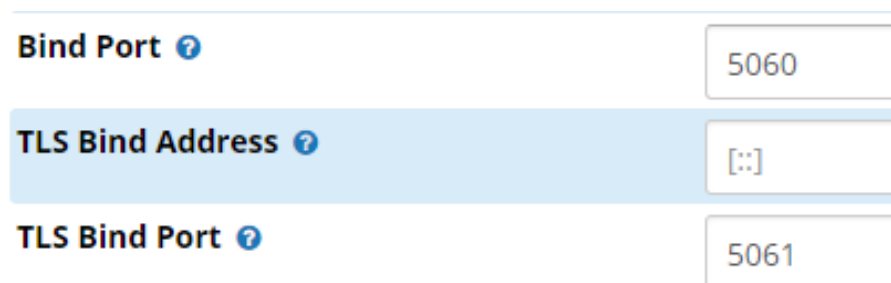 Bind Port ?
5060
TLS Bind Address ?
[::]
TLS Bind Port ?
5061